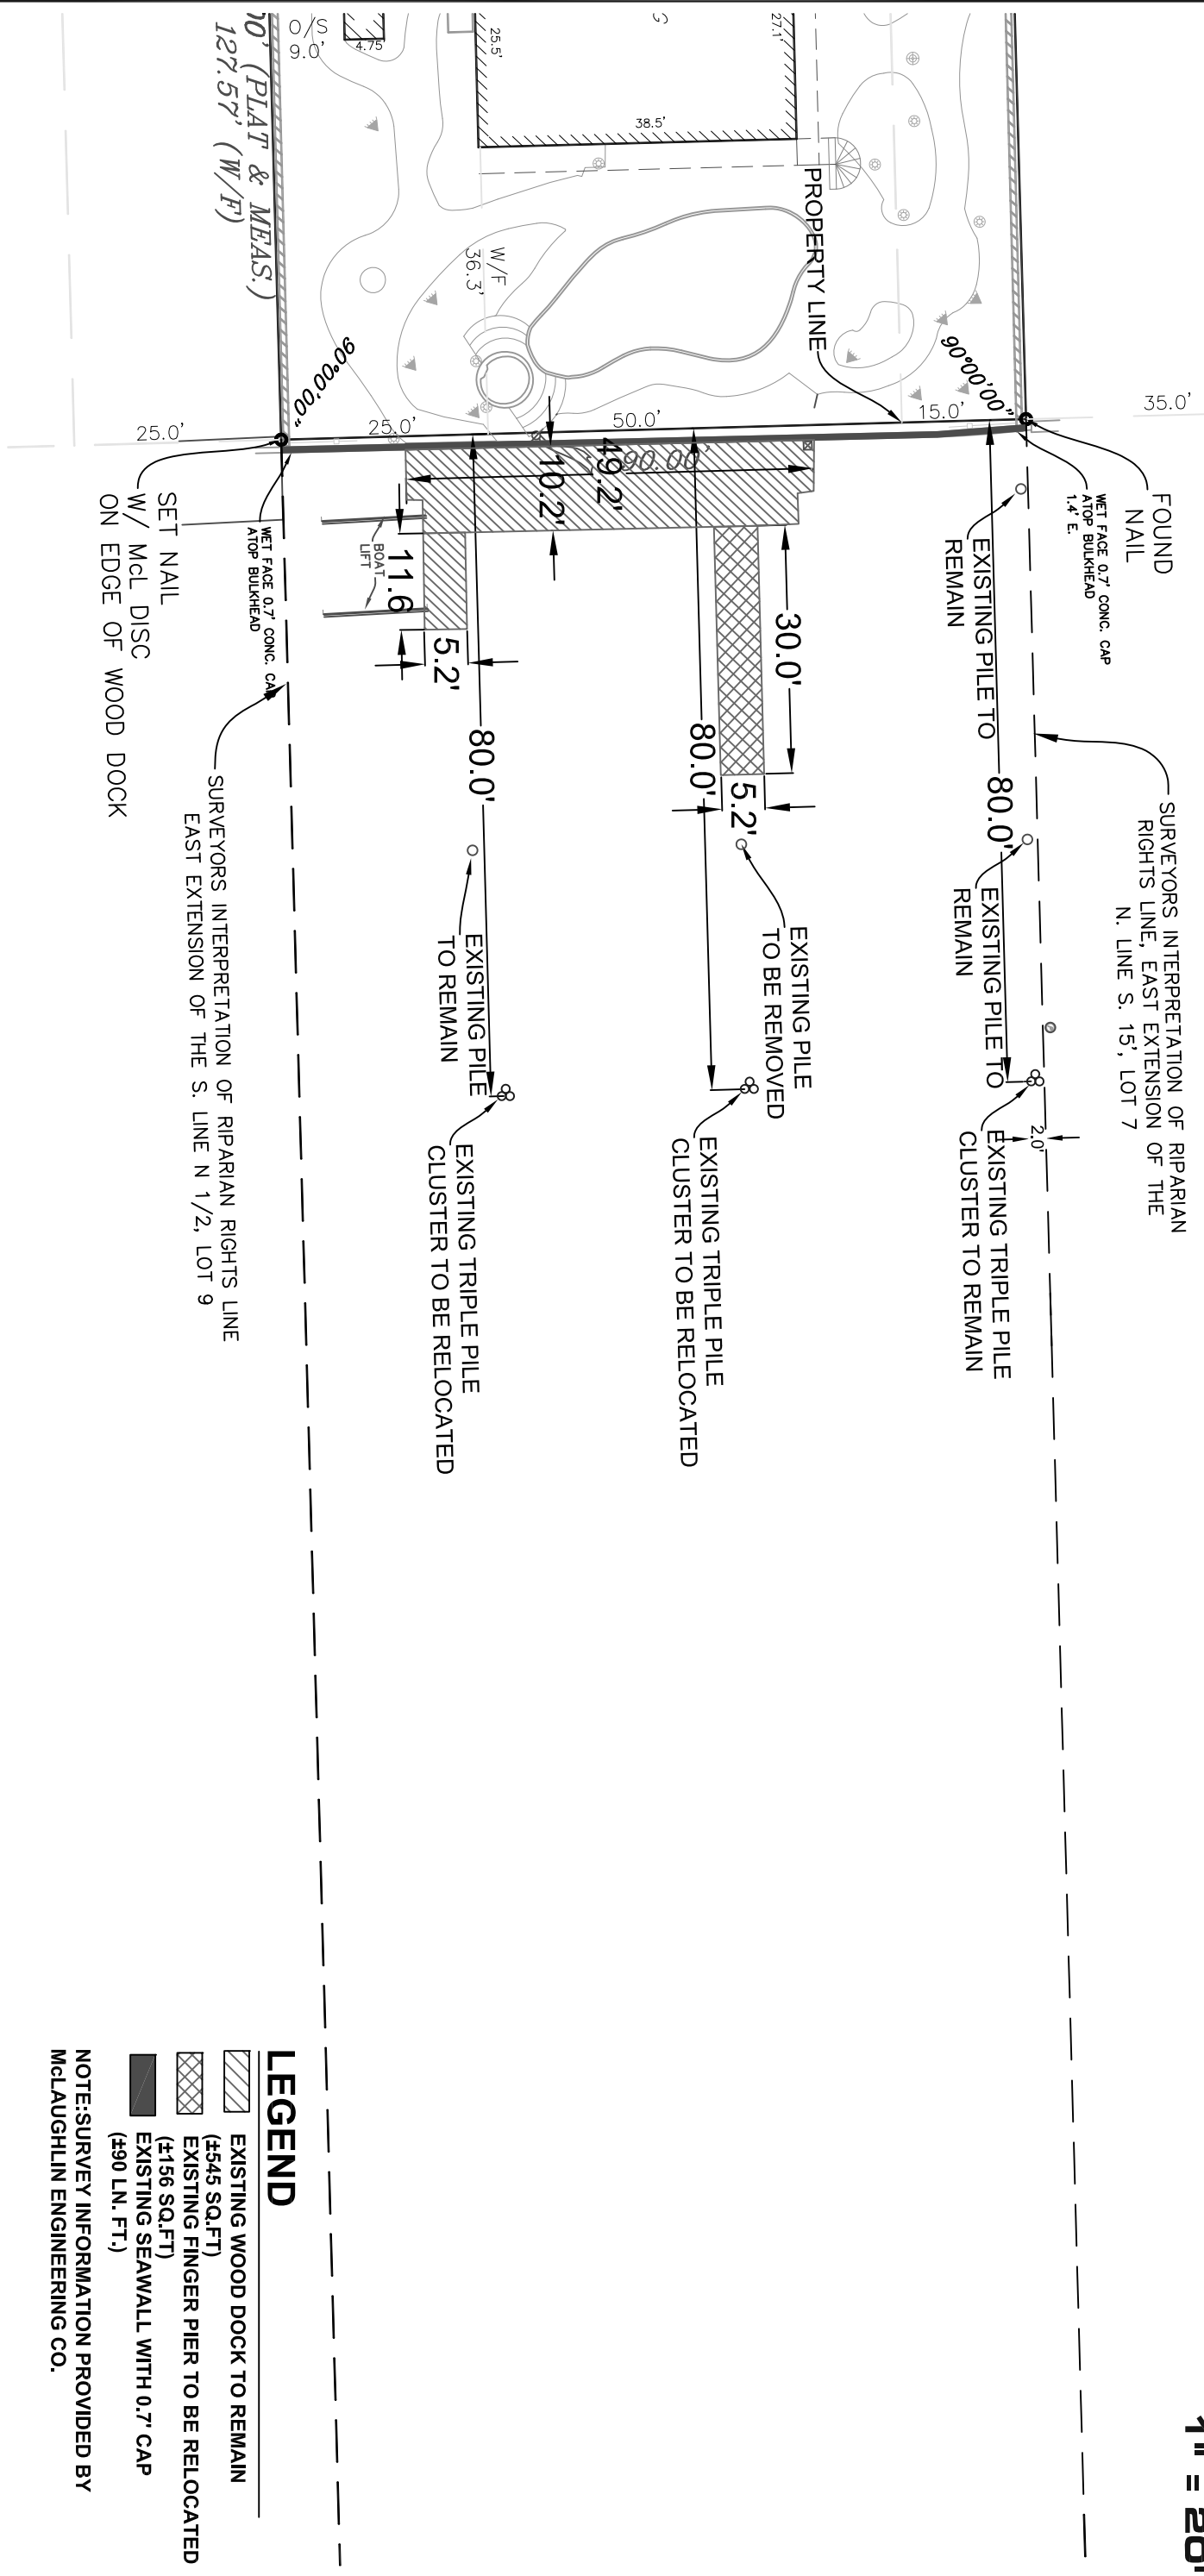 1" = 20'
00' (PLAT & MEAS.)
127.57' (W/F)
O/S
9.0'
4.75'
25.5'
27.1'
38.5'
W/F
36.3'
PROPERTY LINE
90°00'00"
90°00'00"
25.0'
25.0'
50.0'
15.0'
35.0'
90.00'
49.2'
10.2'
11.6'
5.2'
BOAT
LIFT
30.0'
5.2'
80.0'
80.0'
80.0'
2.0'
FOUND
NAIL
WET FACE 0.7' CONC. CAP
ATOP BULKHEAD
1.4' E.
SET NAIL
W/ McL DISC
ON EDGE OF WOOD DOCK
WET FACE 0.7' CONC. CAP
ATOP BULKHEAD
EXISTING PILE TO
REMAIN
EXISTING PILE TO
REMAIN
EXISTING PILE
TO BE REMOVED
EXISTING PILE
TO REMAIN
SURVEYORS INTERPRETATION OF RIPARIAN
RIGHTS LINE, EAST EXTENSION OF THE
N. LINE S. 15', LOT 7
SURVEYORS INTERPRETATION OF RIPARIAN RIGHTS LINE
EAST EXTENSION OF THE S. LINE N 1/2, LOT 9
EXISTING TRIPLE PILE
CLUSTER TO REMAIN
EXISTING TRIPLE PILE
CLUSTER TO BE RELOCATED
EXISTING TRIPLE PILE
CLUSTER TO BE RELOCATED
LEGEND
EXISTING WOOD DOCK TO REMAIN
(±545 SQ.FT)
EXISTING FINGER PIER TO BE RELOCATED
(±156 SQ.FT)
EXISTING SEAWALL WITH 0.7' CAP
(±90 LN. FT.)
NOTE:SURVEY INFORMATION PROVIDED BY
McLAUGHLIN ENGINEERING CO.